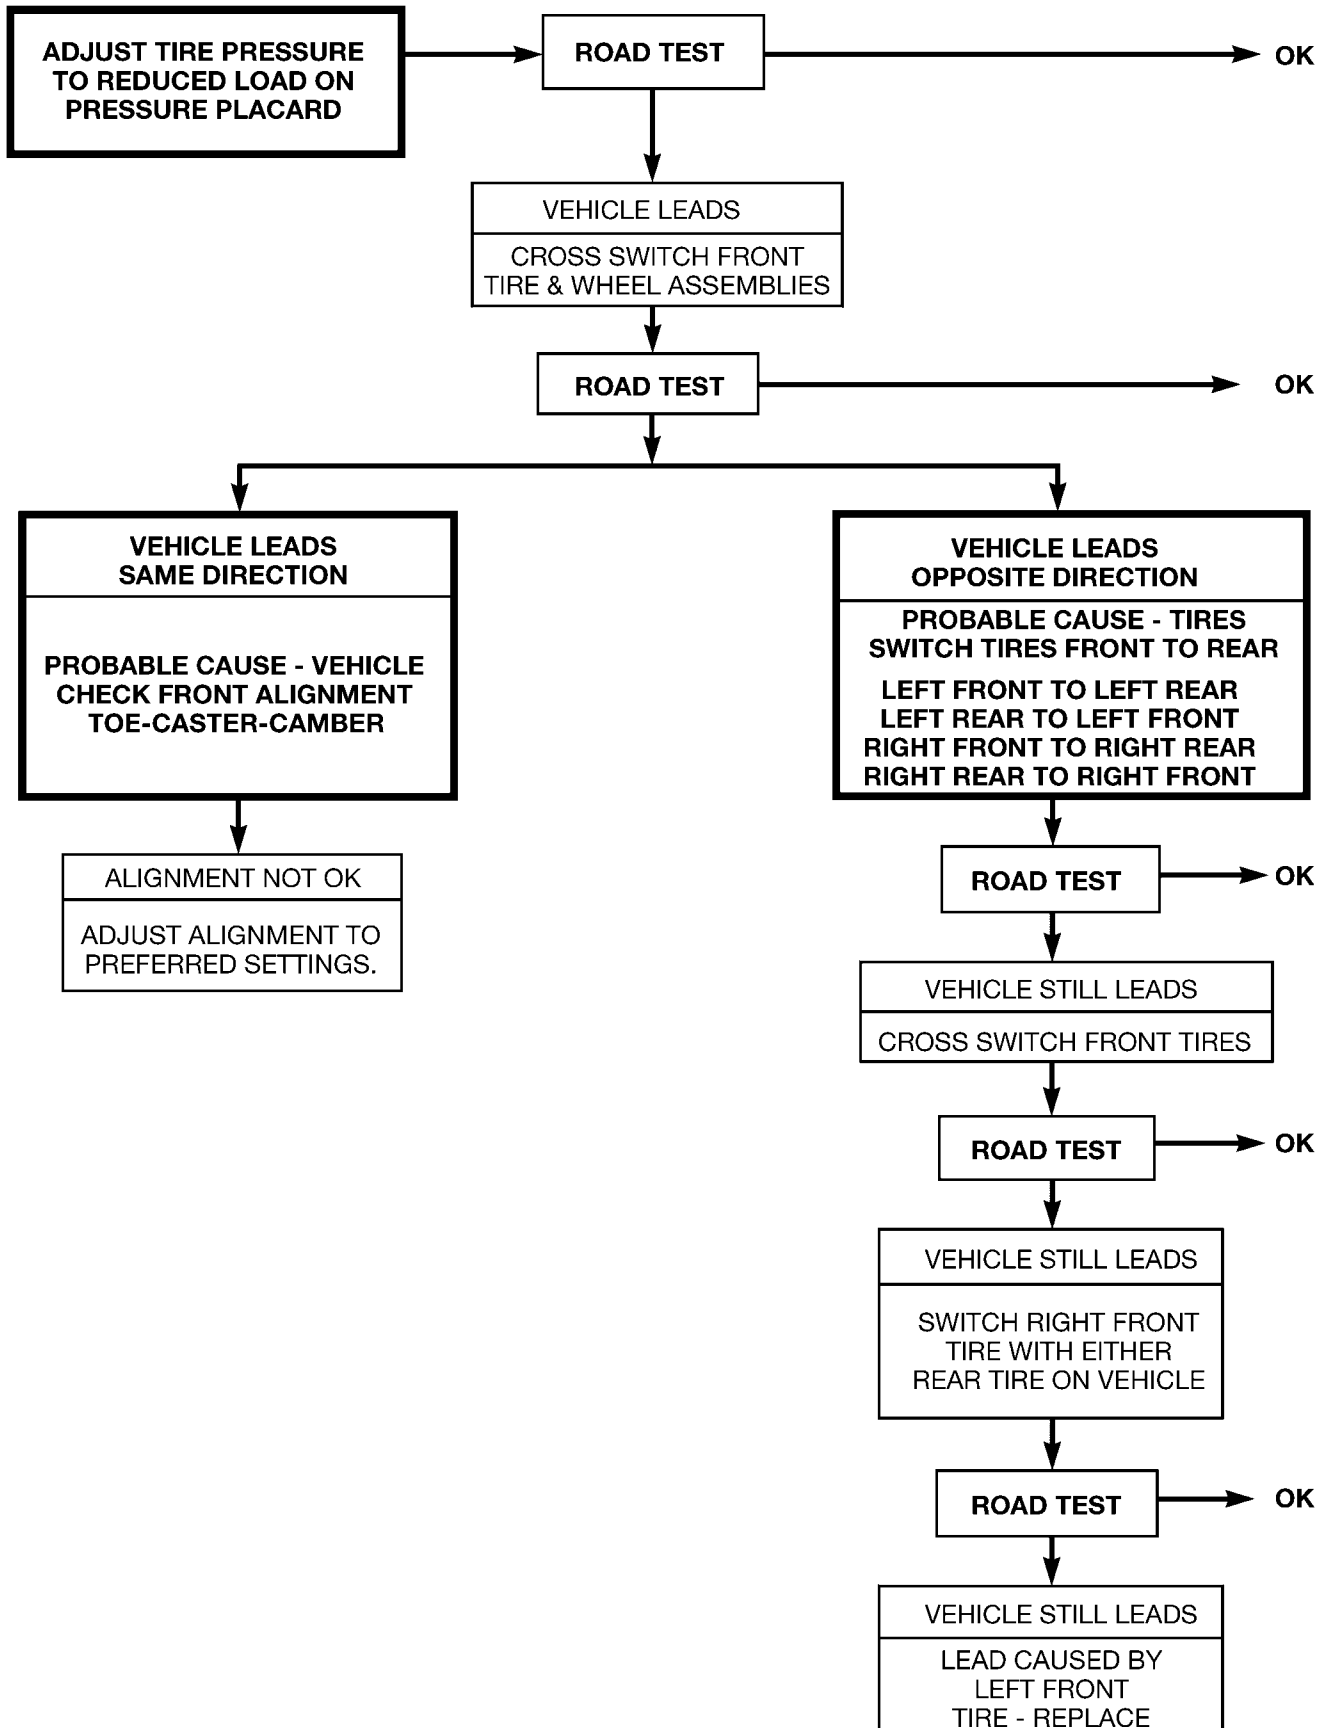 ADJUST TIRE PRESSURE
TO REDUCED LOAD ON
PRESSURE PLACARD
ROAD TEST
OK
VEHICLE LEADS
CROSS SWITCH FRONT
TIRE & WHEEL ASSEMBLIES
ROAD TEST
OK
VEHICLE LEADS
SAME DIRECTION
PROBABLE CAUSE - VEHICLE
CHECK FRONT ALIGNMENT
TOE-CASTER-CAMBER
ALIGNMENT NOT OK
ADJUST ALIGNMENT TO
PREFERRED SETTINGS.
VEHICLE LEADS
OPPOSITE DIRECTION
PROBABLE CAUSE - TIRES
SWITCH TIRES FRONT TO REAR
LEFT FRONT TO LEFT REAR
LEFT REAR TO LEFT FRONT
RIGHT FRONT TO RIGHT REAR
RIGHT REAR TO RIGHT FRONT
ROAD TEST
OK
VEHICLE STILL LEADS
CROSS SWITCH FRONT TIRES
ROAD TEST
OK
VEHICLE STILL LEADS
SWITCH RIGHT FRONT
TIRE WITH EITHER
REAR TIRE ON VEHICLE
ROAD TEST
OK
VEHICLE STILL LEADS
LEAD CAUSED BY
LEFT FRONT
TIRE - REPLACE